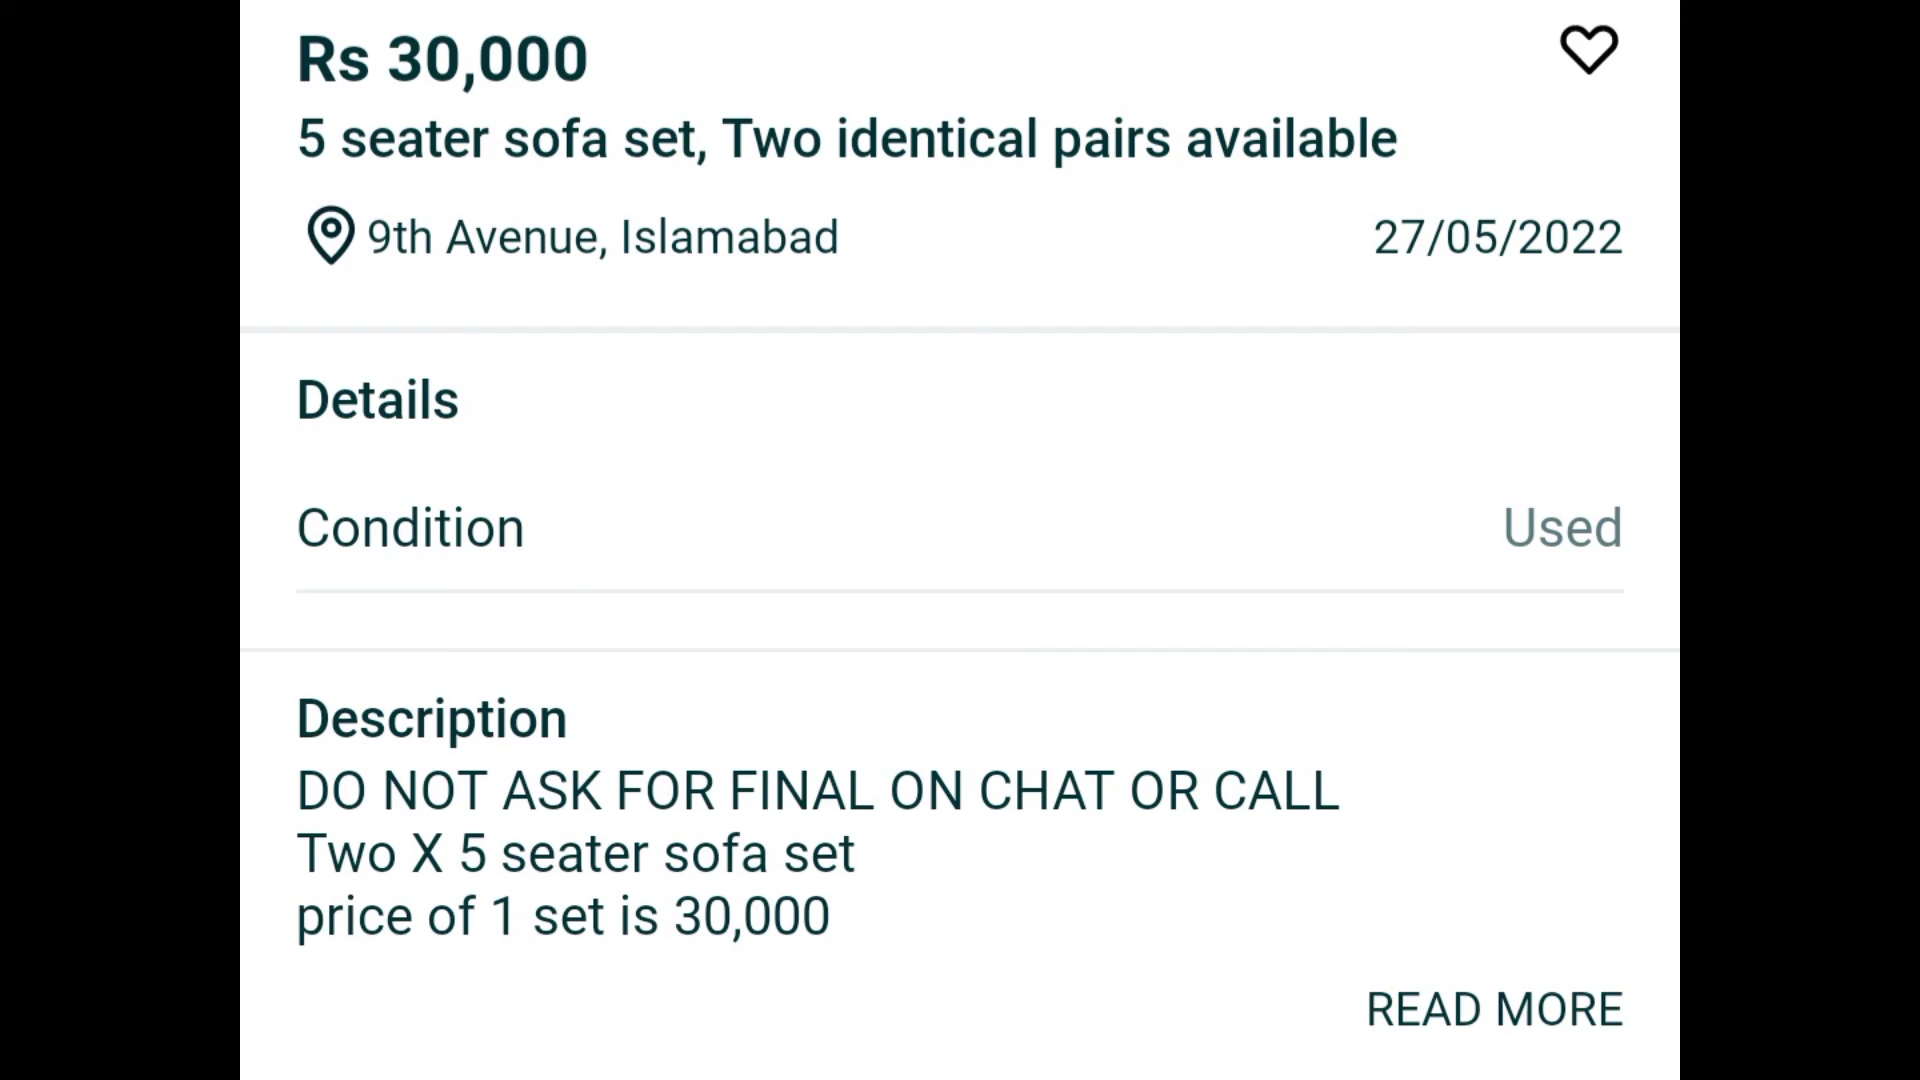 Rs 30,000
5 seater sofa set, Two identical pairs available
9th Avenue, Islamabad 27/05/2022
Details
Condition Used
Description
DO NOT ASK FOR FINAL ON CHAT OR CALL
Two X 5 seater sofa set
price of 1 set is 30,000
READ MORE